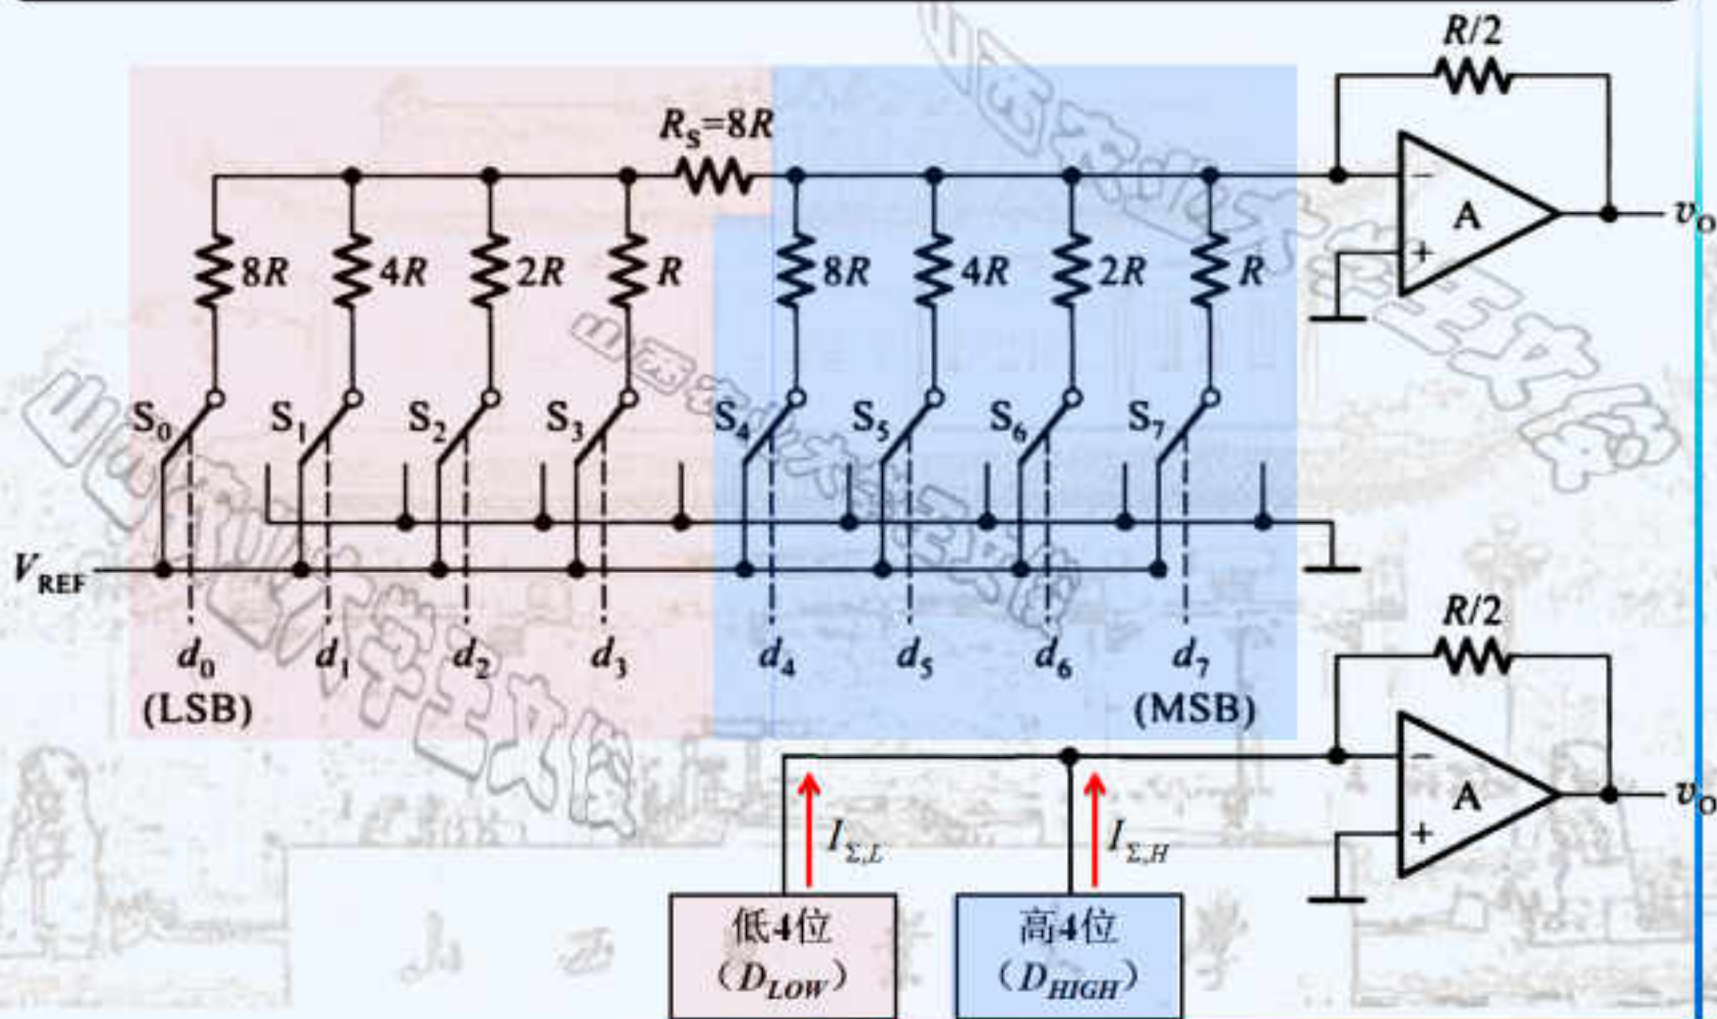 R/2
R_S=8R
8R 4R 2R R 8R 4R 2R R
− A v_O
+
S_0 S_1 S_2 S_3 S_4 S_5 S_6 S_7
V_REF
d_0 d_1 d_2 d_3 d_4 d_5 d_6 d_7
(LSB) (MSB)
R/2
− A v_O
+
I_Σ,L I_Σ,H
低4位 高4位
（D_LOW） （D_HIGH）